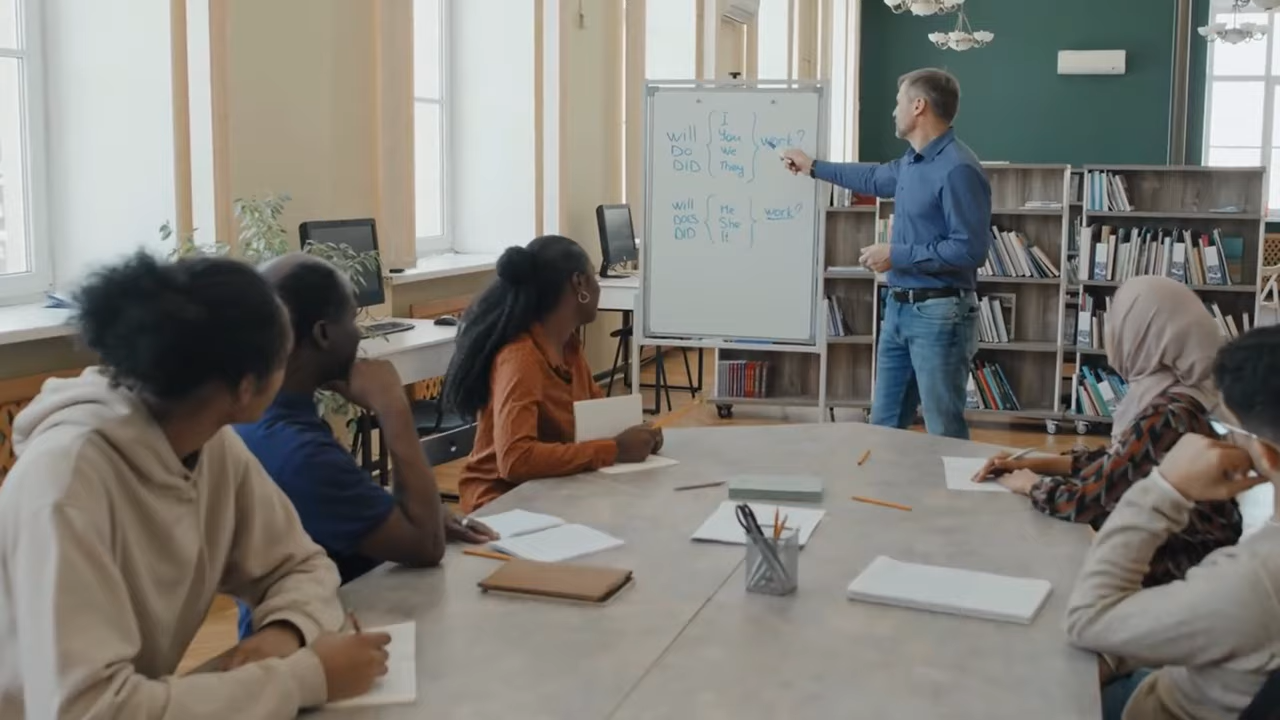 I
will You work?
Do We
DID They
will He work?
Does She
DID It